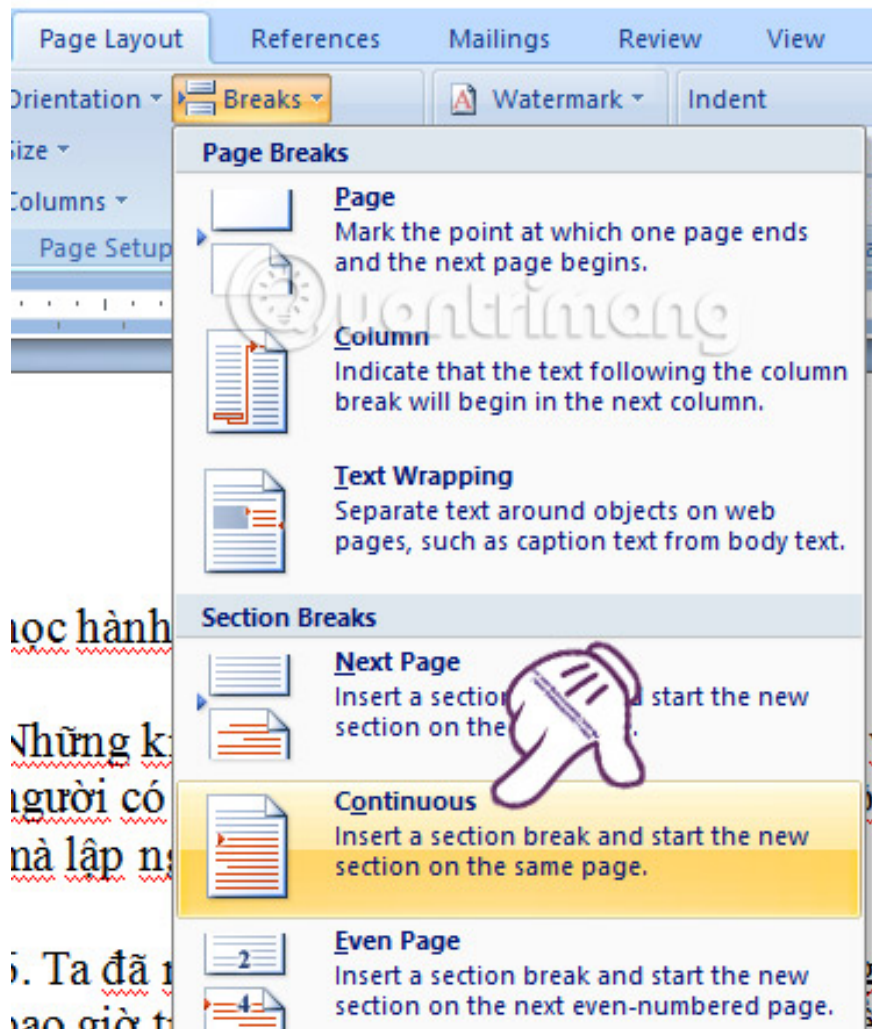 Page Layout References Mailings Review View
Orientation Breaks Watermark Indent
Size
Columns
Page Setup
Page Breaks
Page
Mark the point at which one page ends
and the next page begins.
Quantrimang
Column
Indicate that the text following the column
break will begin in the next column.
Text Wrapping
Separate text around objects on web
pages, such as caption text from body text.
Section Breaks
Next Page
Insert a section start the new
section on the
Continuous
Insert a section break and start the new
section on the same page.
Even Page
Insert a section break and start the new
section on the next even-numbered page.
2
4
học hành
Những
người có
mà lập
5. Ta đã
bao giờ